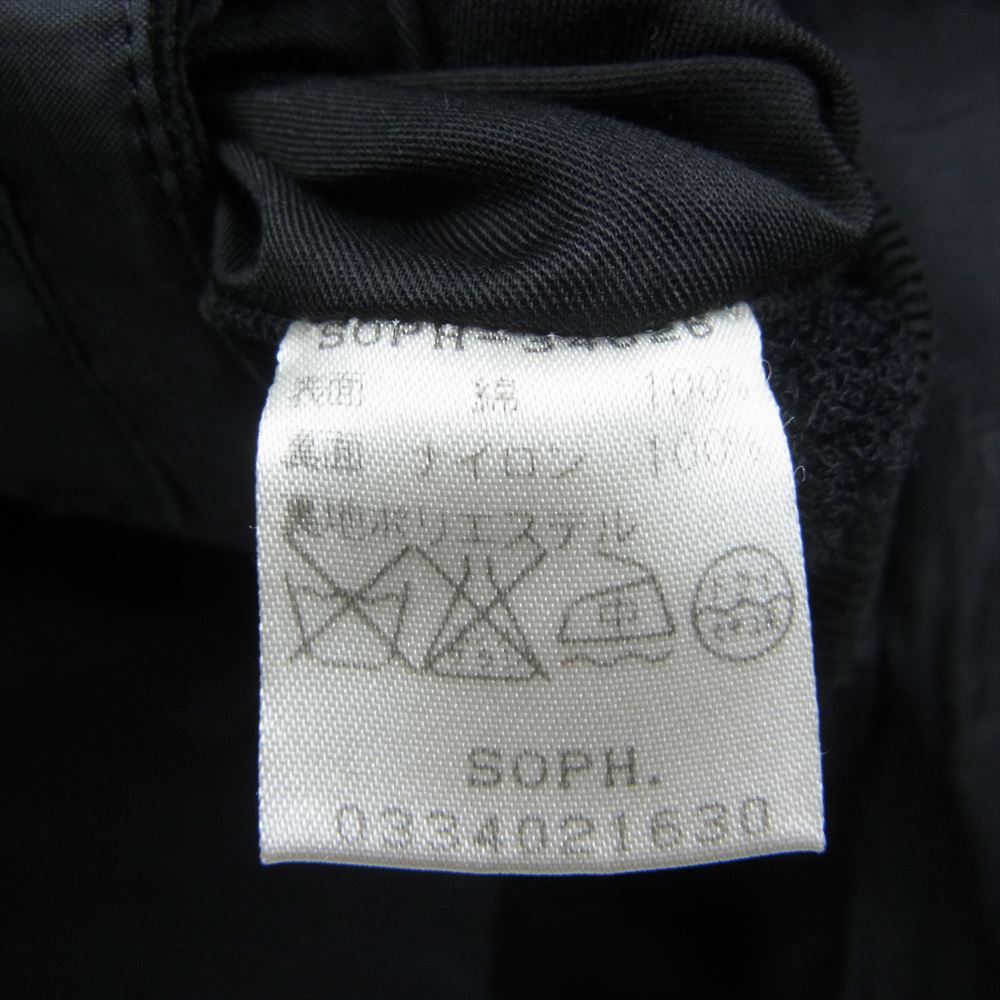 表面 綿 100%
裏面 ナイロン 100%
裏地ポリエステル
中
SOPH.
0334021630